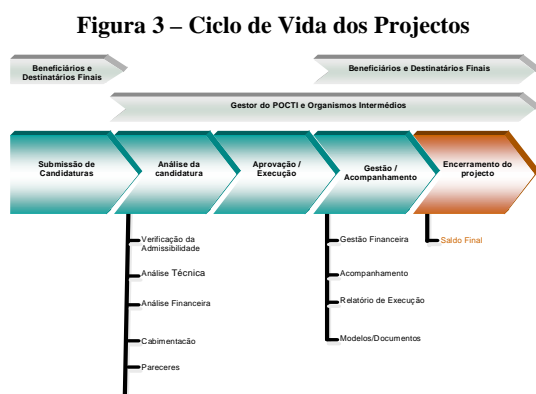 Figura 3 – Ciclo de Vida dos Projectos
Beneficiários e
Destinatários Finais
Beneficiários e Destinatários Finais
Gestor do POCTI e Organismos Intermédios
Submissão de
Candidaturas
Análise da
candidatura
Aprovação /
Execução
Gestão /
Acompanhamento
Encerramento do
projecto
Verificação da
Admissibilidade
Análise Técnica
Análise Financeira
Cabimentacão
Pareceres
Gestão Financeira
Acompanhamento
Relatório de Execução
Modelos/Documentos
Saldo Final